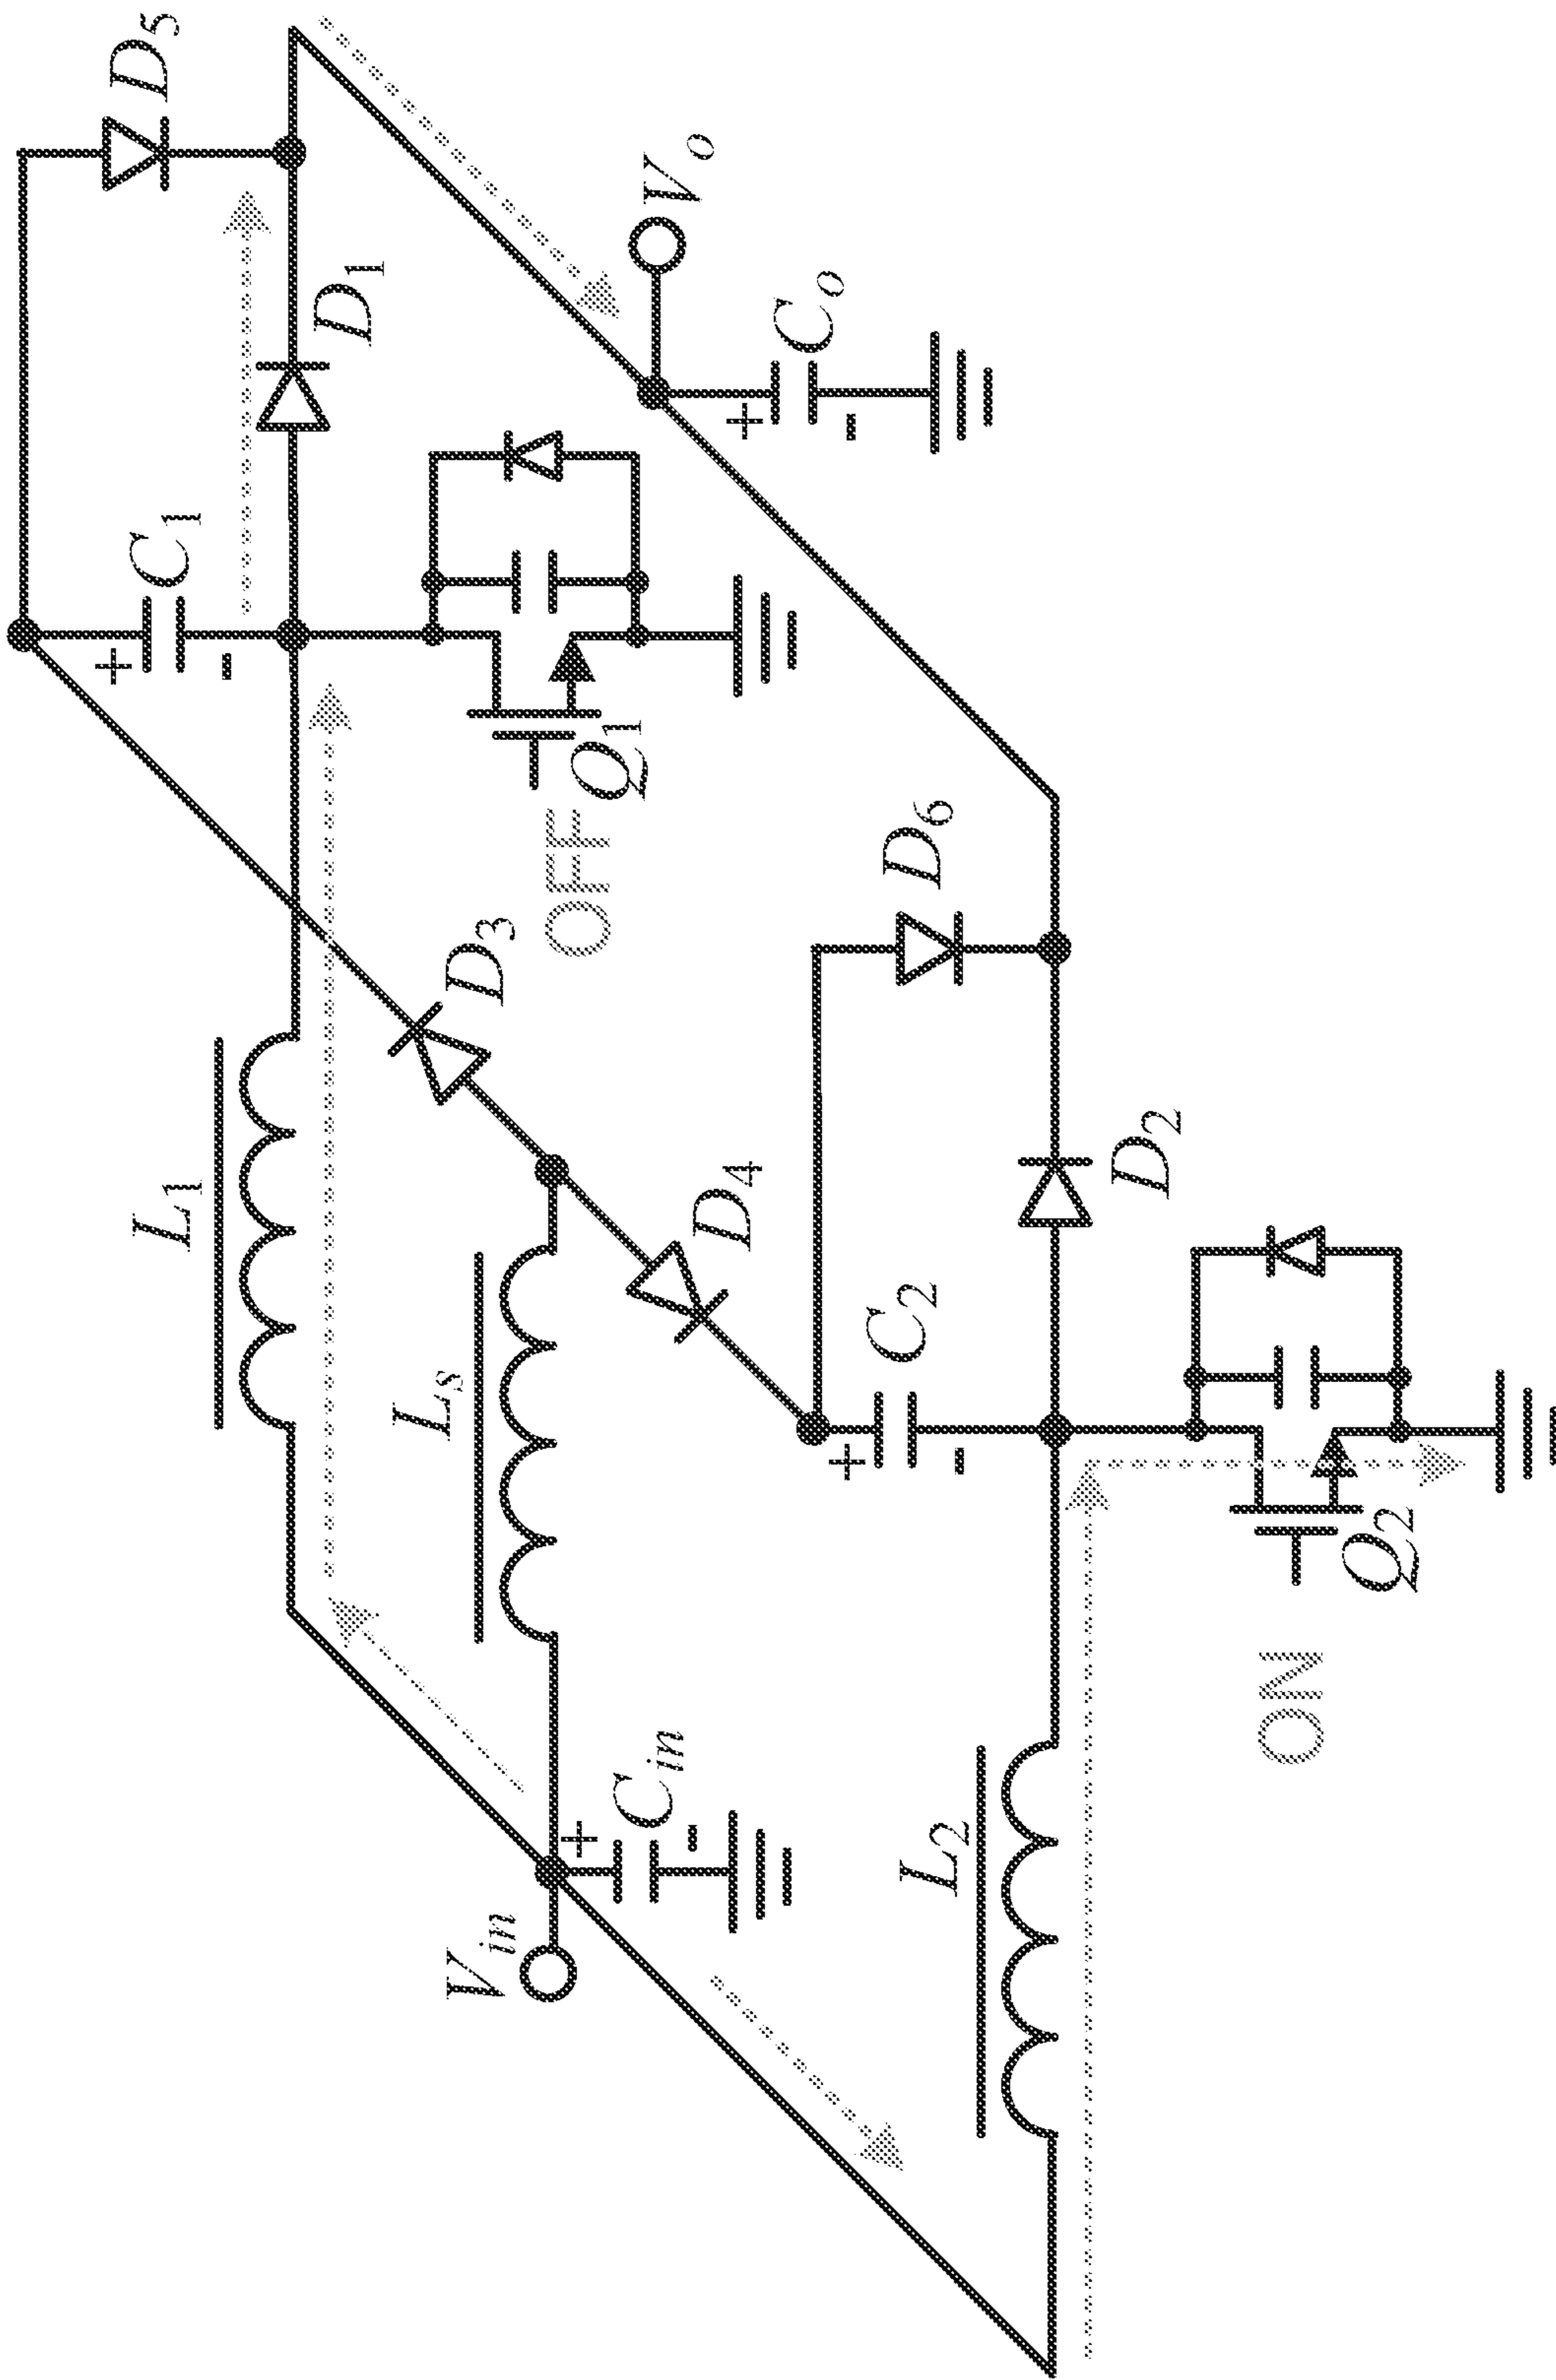 D5
C1
D1
L1
D3
OFF
Q1
Vo
+
-
Co
+
-
Vin
+
-
Cin
Ls
D4
D6
C2
+
-
D2
L2
ON
Q2